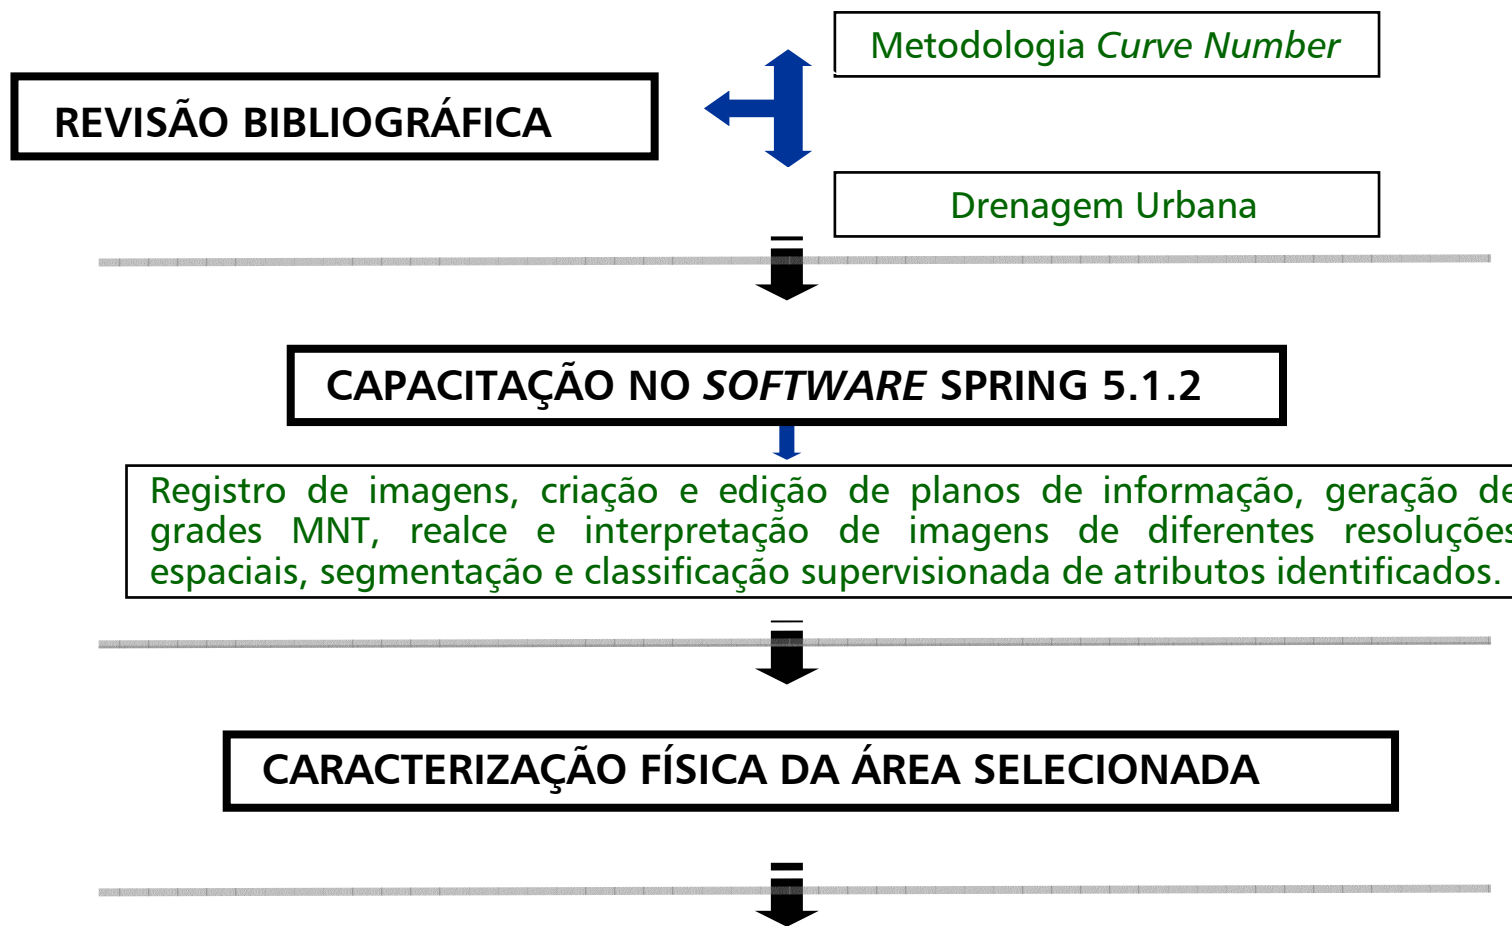 Metodologia Curve Number
REVISÃO BIBLIOGRÁFICA
Drenagem Urbana
CAPACITAÇÃO NO SOFTWARE SPRING 5.1.2
Registro de imagens, criação e edição de planos de informação, geração de
grades MNT, realce e interpretação de imagens de diferentes resoluções
espaciais, segmentação e classificação supervisionada de atributos identificados.
CARACTERIZAÇÃO FÍSICA DA ÁREA SELECIONADA